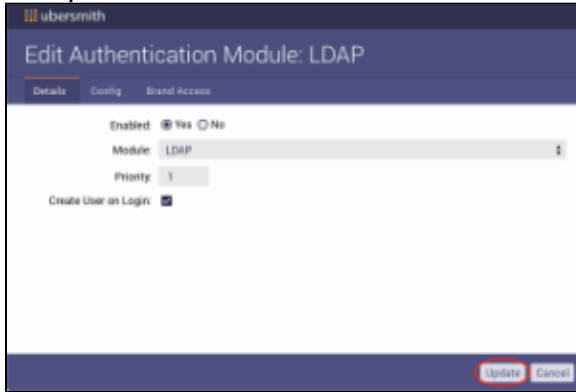 ubersmith
Edit Authentication Module: LDAP
Details Config Brand Access
Enabled: Yes No
Module: LDAP
Priority: 1
Create User on Login:
Update Cancel